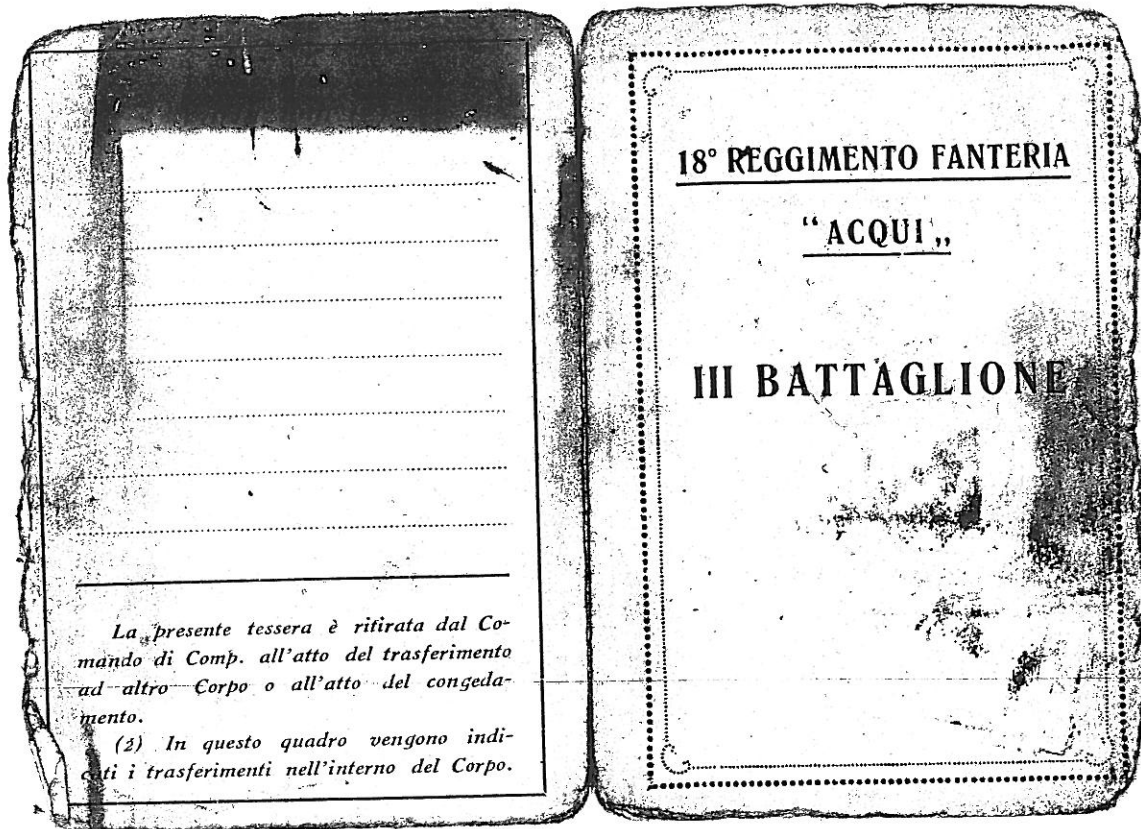 La presente tessera è ritirata dal Co-
mando di Comp. all'atto del trasferimento
ad altro Corpo o all'atto del congeda-
mento.
(2) In questo quadro vengono indi-
cati i trasferimenti nell'interno del Corpo.
18° REGGIMENTO FANTERIA
“ ACQUI „
III BATTAGLIONE